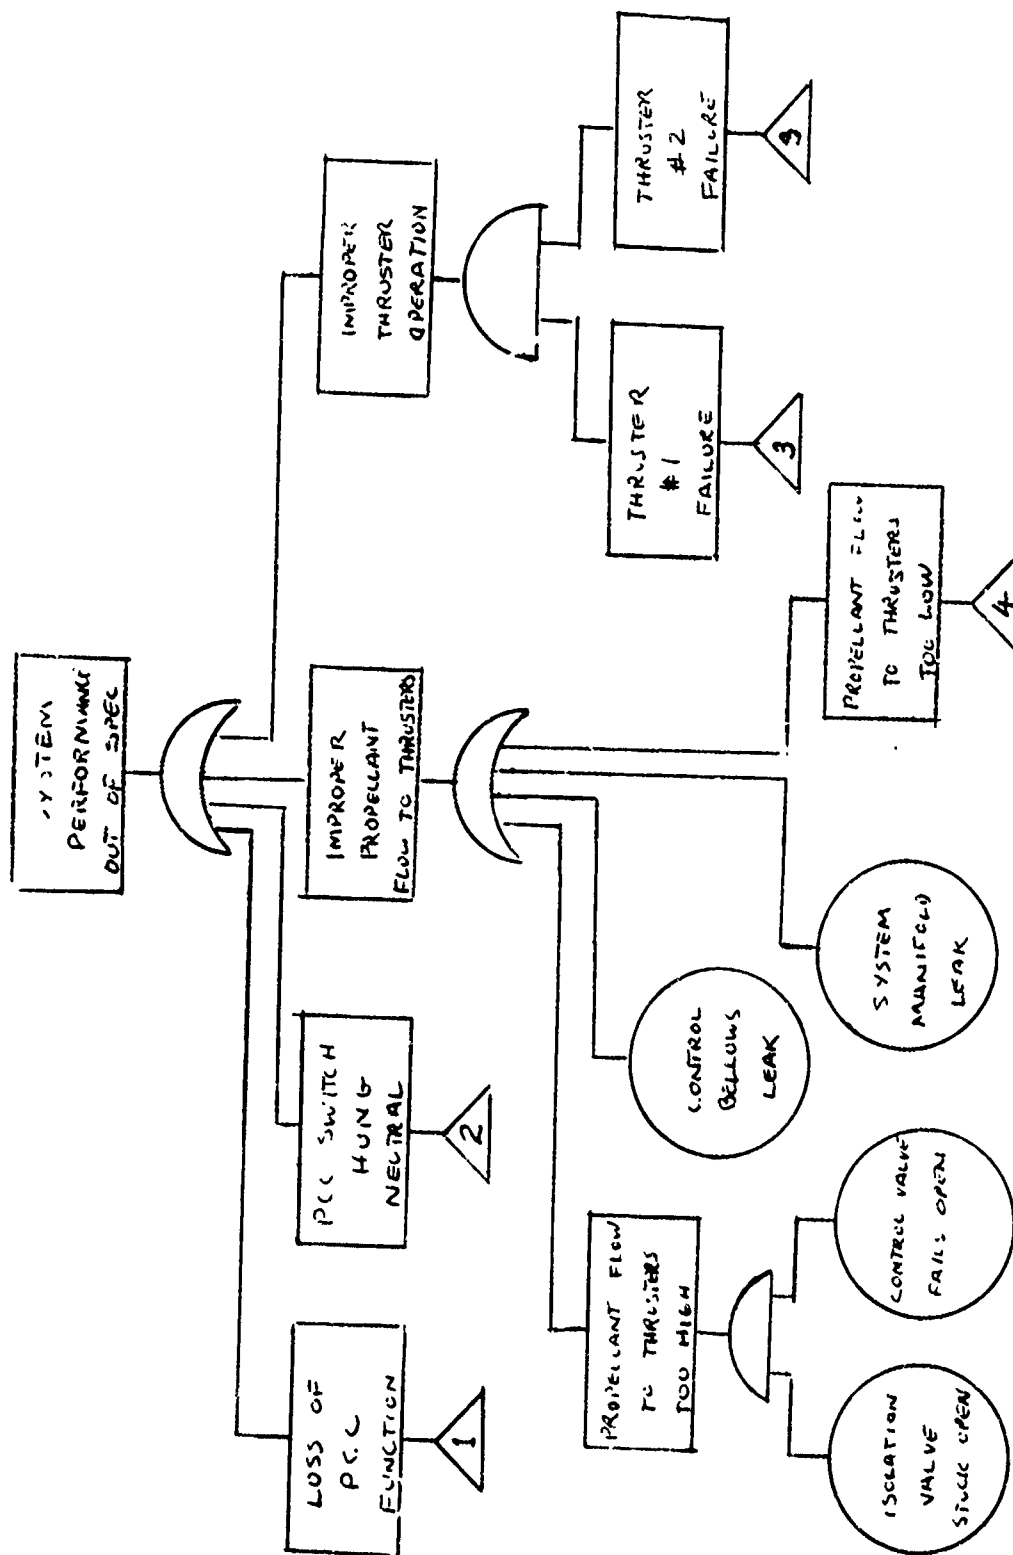 SYSTEM
PERFORMANCE
OUT OF SPEC
LOSS OF
PCC
FUNCTION
1
PCC SWITCH
HUNG
NEUTRAL
2
IMPROPER
PROPELLANT
FLOW TO THRUSTERS
IMPROPER
THRUSTER
OPERATION
PROPELLANT FLOW
TO THRUSTERS
TOO HIGH
CONTROL
BELLOWS
LEAK
THRUSTER
#1
FAILURE
3
THRUSTER
#2
FAILURE
3
ISOLATION
VALVE
STUCK OPEN
CONTROL VALVE
FAILS OPEN
SYSTEM
MANIFOLD
LEAK
PROPELLANT FLOW
TO THRUSTERS
TOO LOW
4